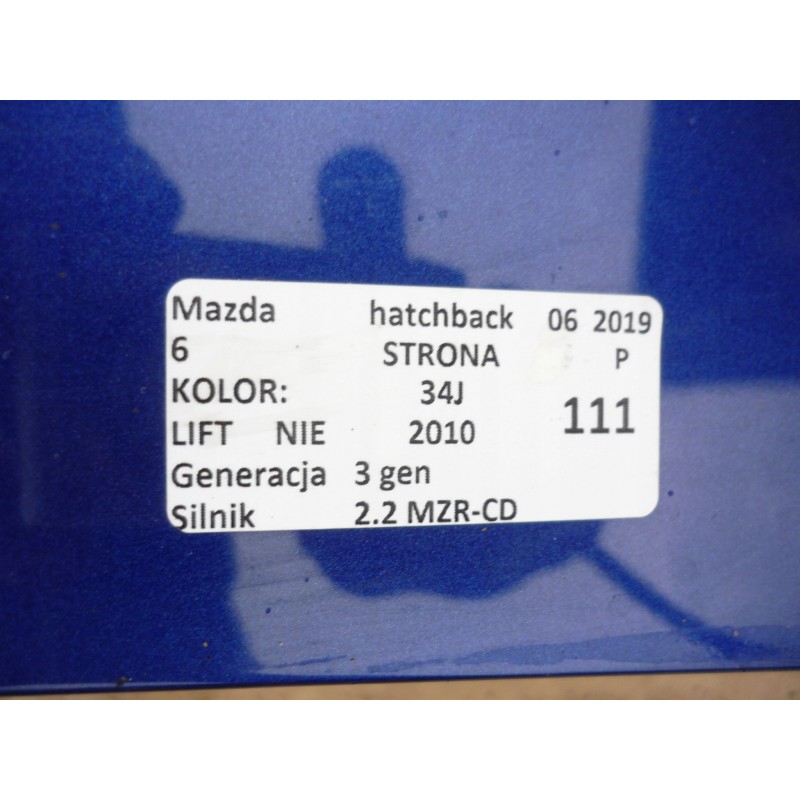 Mazda hatchback 06 2019
6 STRONA P
KOLOR: 34J 111
LIFT NIE 2010
Generacja 3 gen
Silnik 2.2 MZR-CD